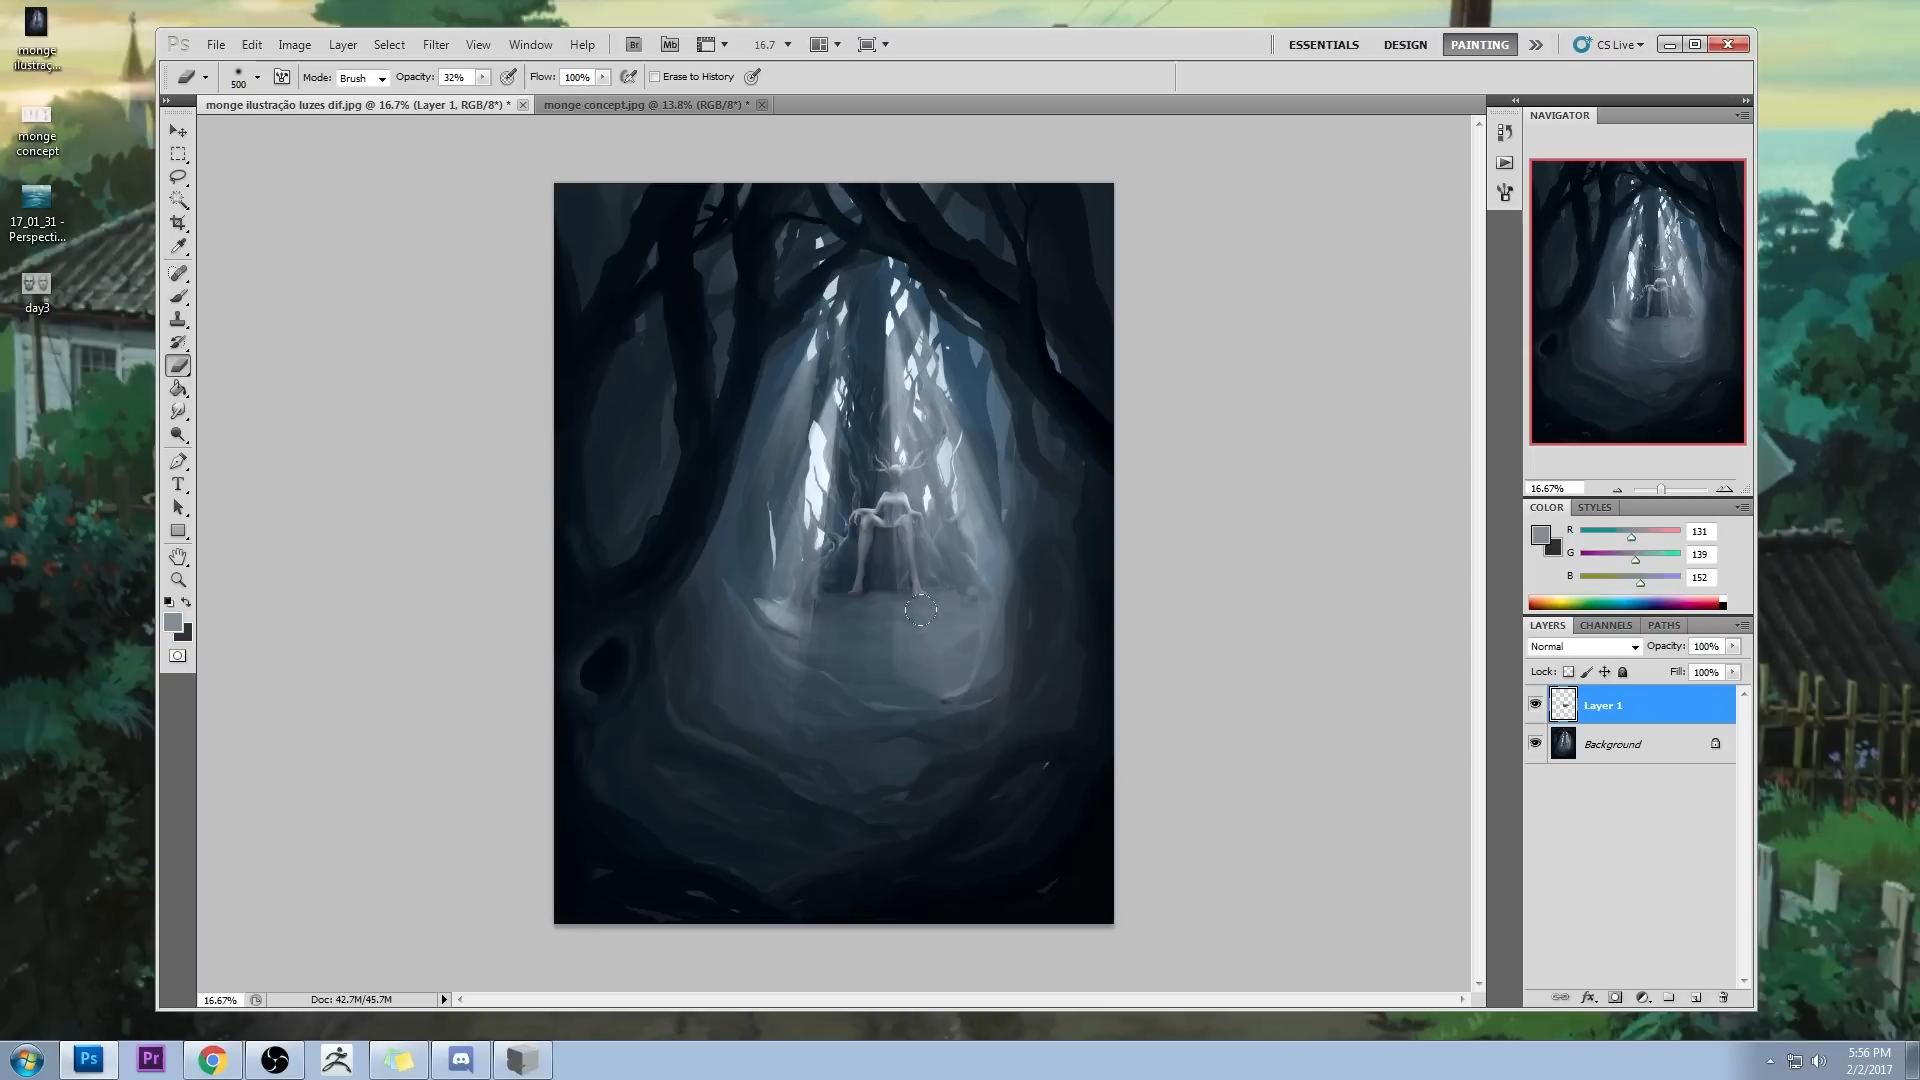 monge
ilustraç...
monge
concept
17_01_31 -
Perspecti...
day3
Ps File Edit Image Layer Select Filter View Window Help Br Mb 16.7 ESSENTIALS DESIGN PAINTING CS Live
500 Mode: Brush Opacity: 32% Flow: 100% Erase to History
monge ilustração luzes dif.jpg @ 16.7% (Layer 1, RGB/8*) * monge concept.jpg @ 13.8% (RGB/8*) *
NAVIGATOR
16.67%
COLOR STYLES
R 131
G 139
B 152
LAYERS CHANNELS PATHS
Normal Opacity: 100%
Lock: Fill: 100%
Layer 1
Background
16.67% Doc: 42.7M/45.7M
Ps Pr
5:56 PM
2/2/2017